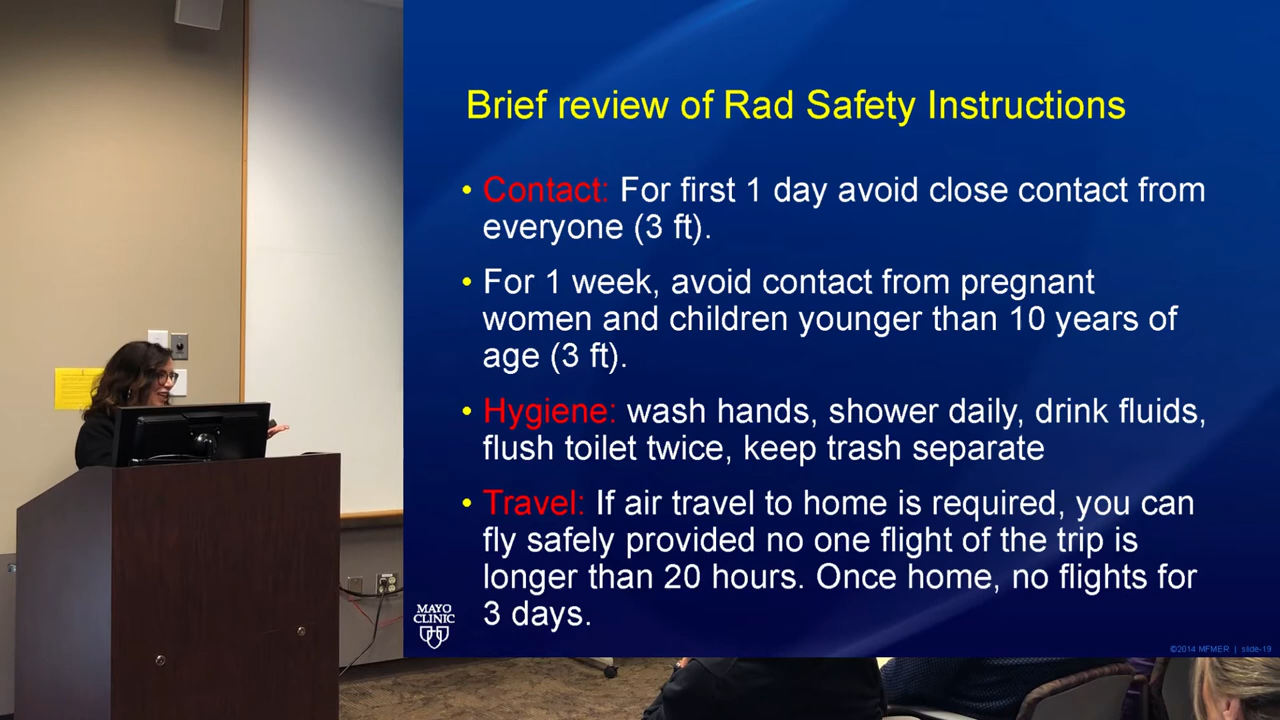 Brief review of Rad Safety Instructions
• Contact: For first 1 day avoid close contact from
everyone (3 ft).
• For 1 week, avoid contact from pregnant
women and children younger than 10 years of
age (3 ft).
• Hygiene: wash hands, shower daily, drink fluids,
flush toilet twice, keep trash separate
• Travel: If air travel to home is required, you can
fly safely provided no one flight of the trip is
longer than 20 hours. Once home, no flights for
3 days.
MAYO
CLINIC
©2014 MFMER | slide-19